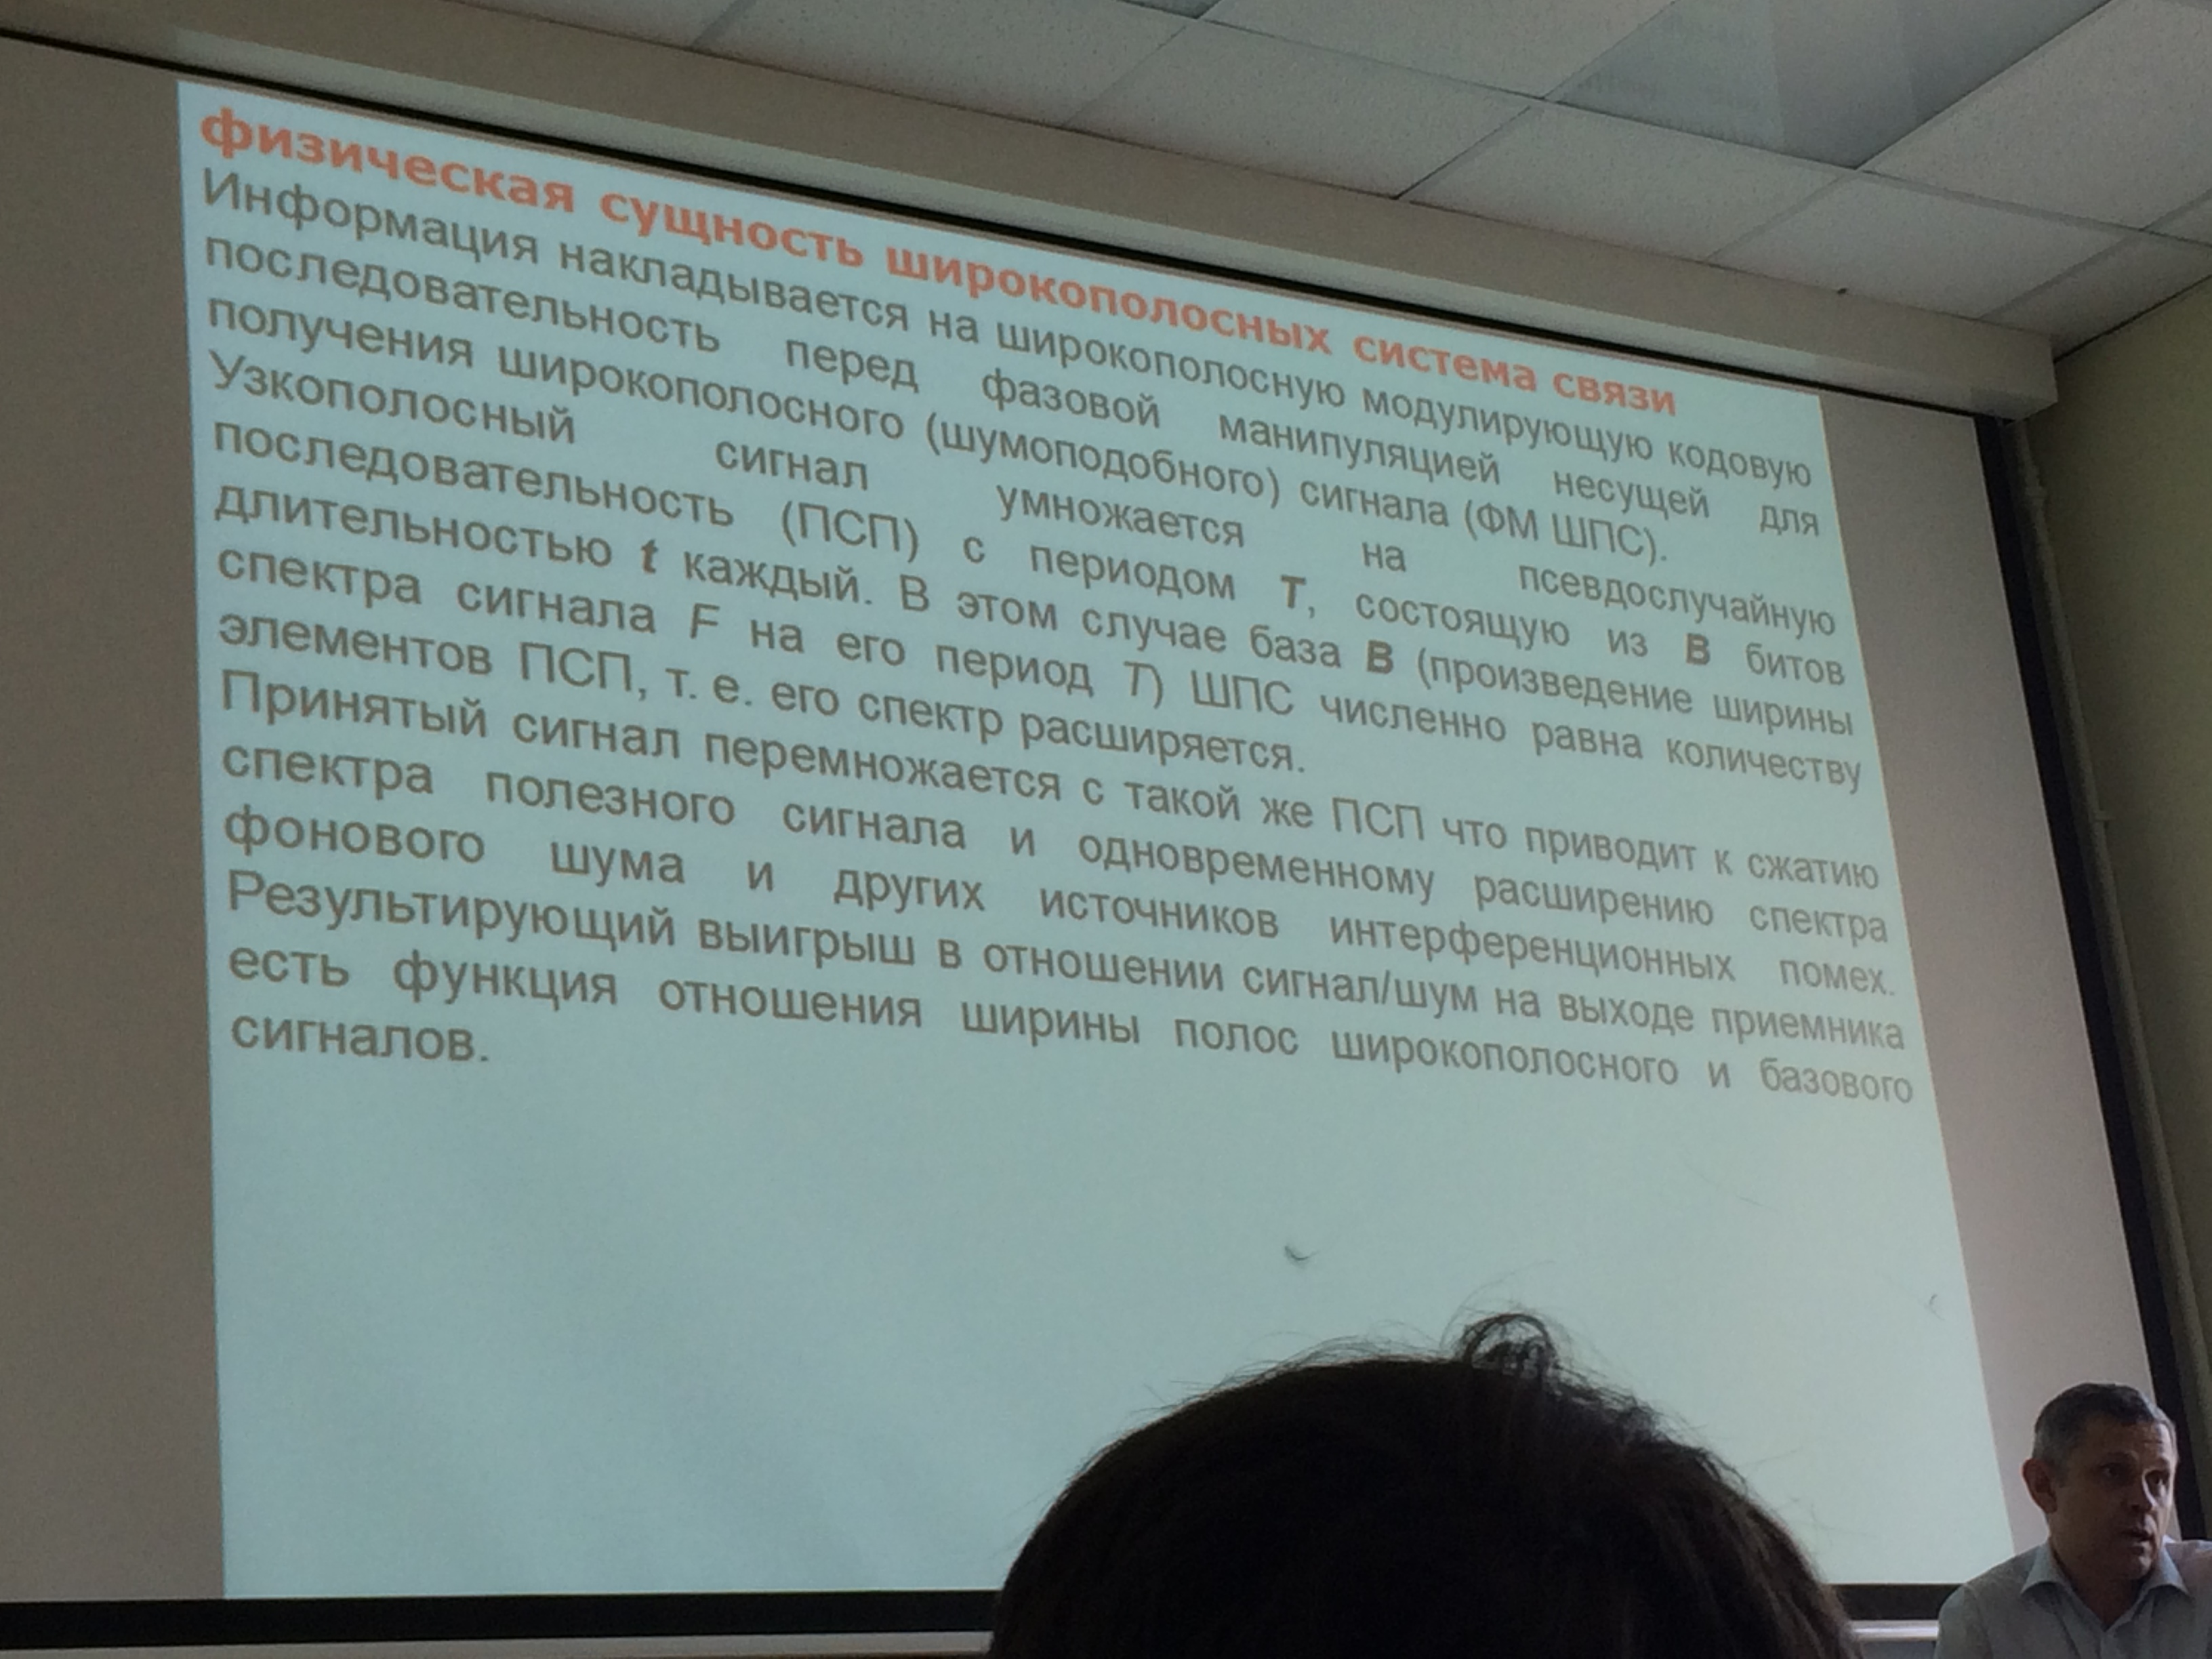 физическая сущность широкополосных система связи
Информация накладывается на широкополосную модулирующую кодовую
последовательность перед фазовой манипуляцией несущей для
получения широкополосного (шумоподобного) сигнала (ФМ ШПС).
Узкополосный сигнал умножается на псевдослучайную
последовательность (ПСП) с периодом T, состоящую из B битов
длительностью t каждый. В этом случае база B (произведение ширины
спектра сигнала F на его период T) ШПС численно равна количеству
элементов ПСП, т. е. его спектр расширяется.
Принятый сигнал перемножается с такой же ПСП что приводит к сжатию
спектра полезного сигнала и одновременному расширению спектра
фонового шума и других источников интерференционных помех.
Результирующий выигрыш в отношении сигнал/шум на выходе приемника
есть функция отношения ширины полос широкополосного и базового
сигналов.